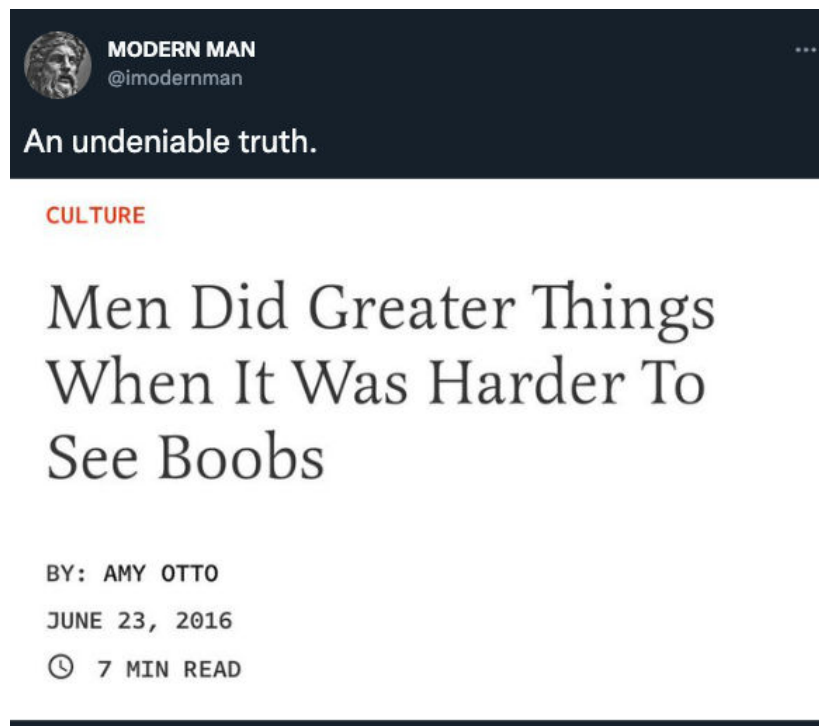 MODERN MAN
@imodernman
An undeniable truth.
CULTURE
Men Did Greater Things
When It Was Harder To
See Boobs
BY: AMY OTTO
JUNE 23, 2016
7 MIN READ